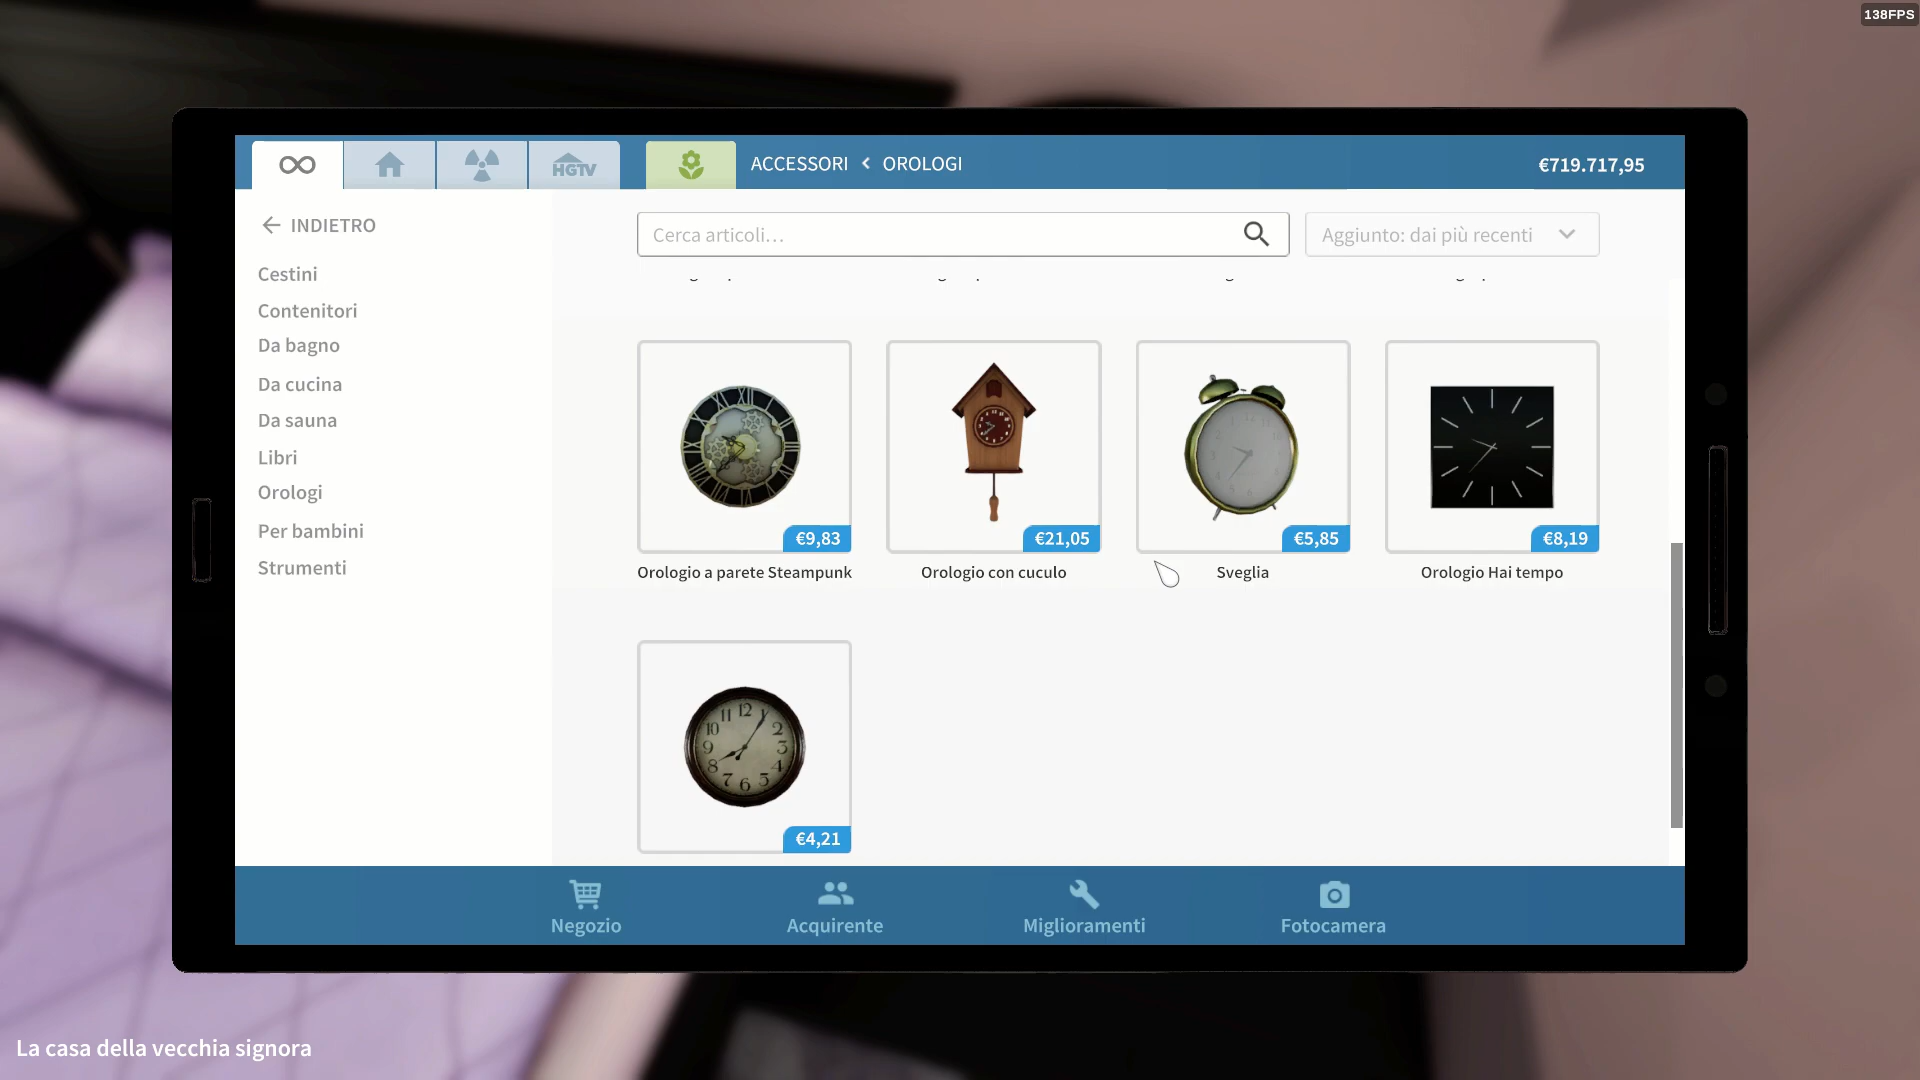 138FPS
HGTV
ACCESSORI < OROLOGI
€719.717,95
INDIETRO
Cerca articoli...
Aggiunto: dai più recenti
Cestini
Contenitori
Da bagno
Da cucina
Da sauna
Libri
Orologi
Per bambini
Strumenti
€9,83
€21,05
€5,85
€8,19
Orologio a parete Steampunk
Orologio con cuculo
Sveglia
Orologio Hai tempo
€4,21
Negozio
Acquirente
Miglioramenti
Fotocamera
La casa della vecchia signora